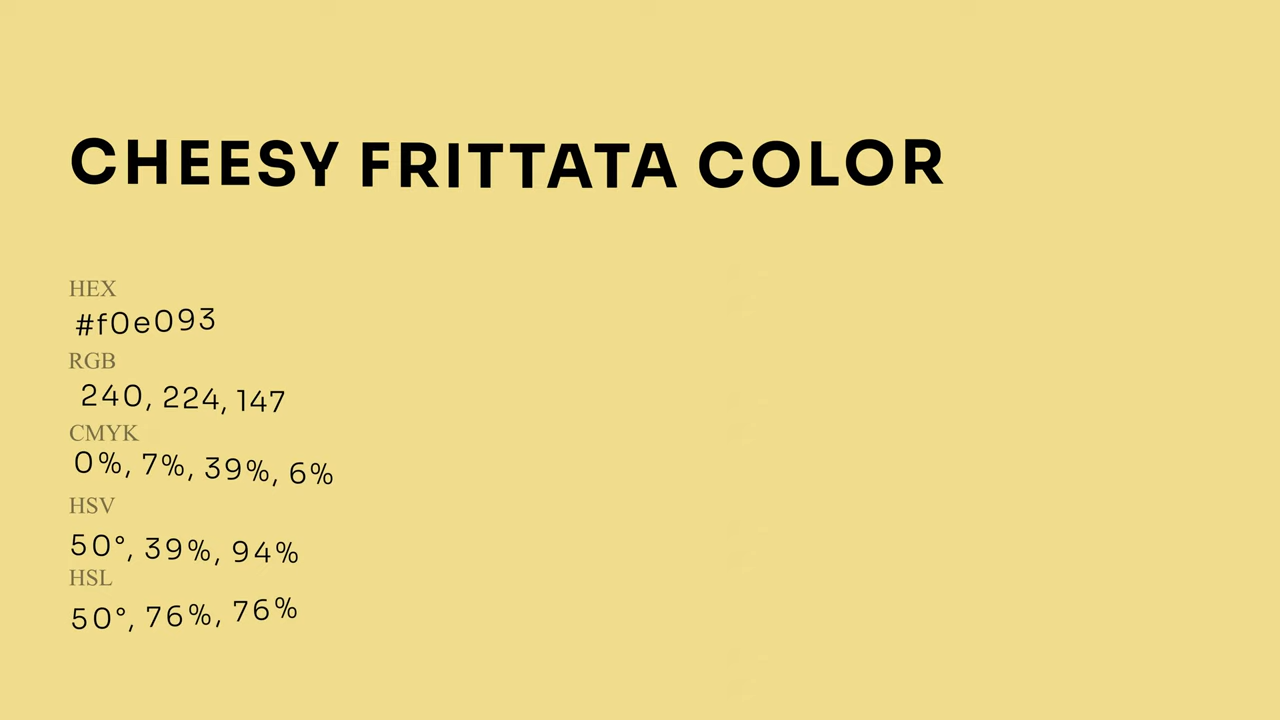 CHEESY FRITTATA COLOR
HEX
#f0e093
RGB
240, 224, 147
CMYK
0%, 7%, 39%, 6%
HSV
50°, 39%, 94%
HSL
50°, 76%, 76%